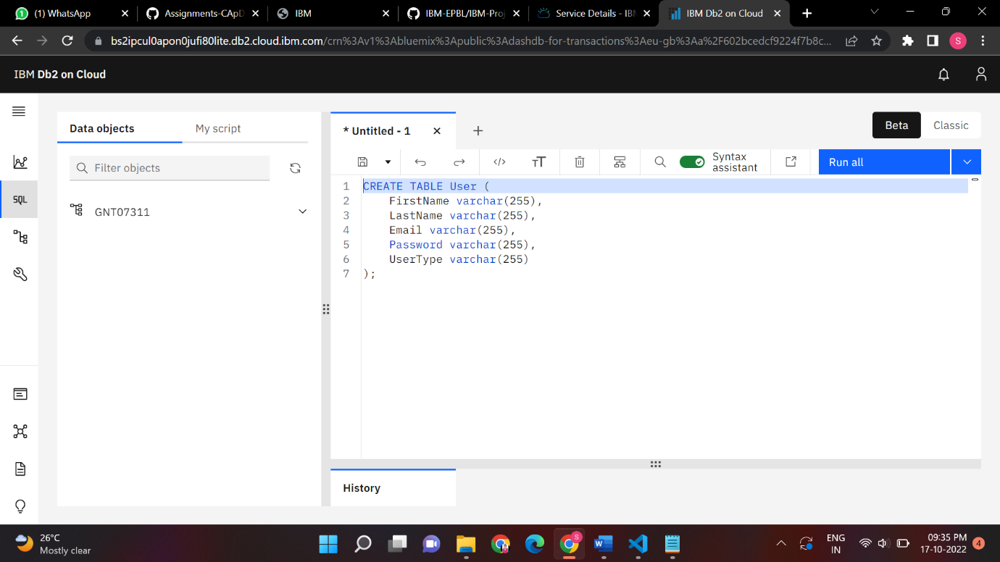 (1) WhatsApp
Assignments-CApD
IBM
IBM-EPBL/IBM-Proj
Service Details - IBM
IBM Db2 on Cloud
bs2ipcul0apon0jufi80lite.db2.cloud.ibm.com/crn%3Av1%3Abluemix%3Apublic%3Adashdb-for-transactions%3Aeu-gb%3Aa%2F602bcedcf9224f7b8c...
S
IBM Db2 on Cloud
Data objects
My script
* Untitled - 1
Beta
Classic
Filter objects
Syntax
assistant
Run all
SQL
GNT07311
1 CREATE TABLE User (
2 FirstName varchar(255),
3 LastName varchar(255),
4 Email varchar(255),
5 Password varchar(255),
6 UserType varchar(255)
7 );
History
26°C
Mostly clear
S
ENG
IN
09:35 PM
17-10-2022
4